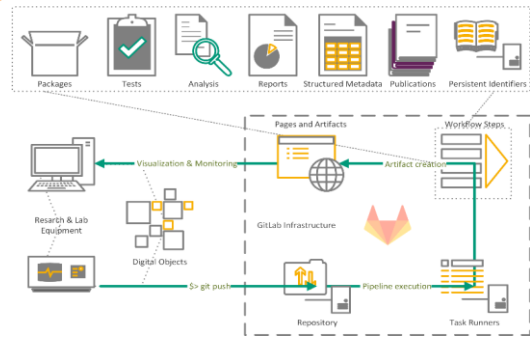 Packages
Tests
Analysis
Reports
Structured Metadata
Publications
Persistent Identifiers
Pages and Artifacts
Workflow Steps
Visualization & Monitoring
Artifact creation
Resarch & Lab
Equipment
GitLab Infrastructure
Digital Objects
$> git push
Pipeline execution
Repository
Task Runners